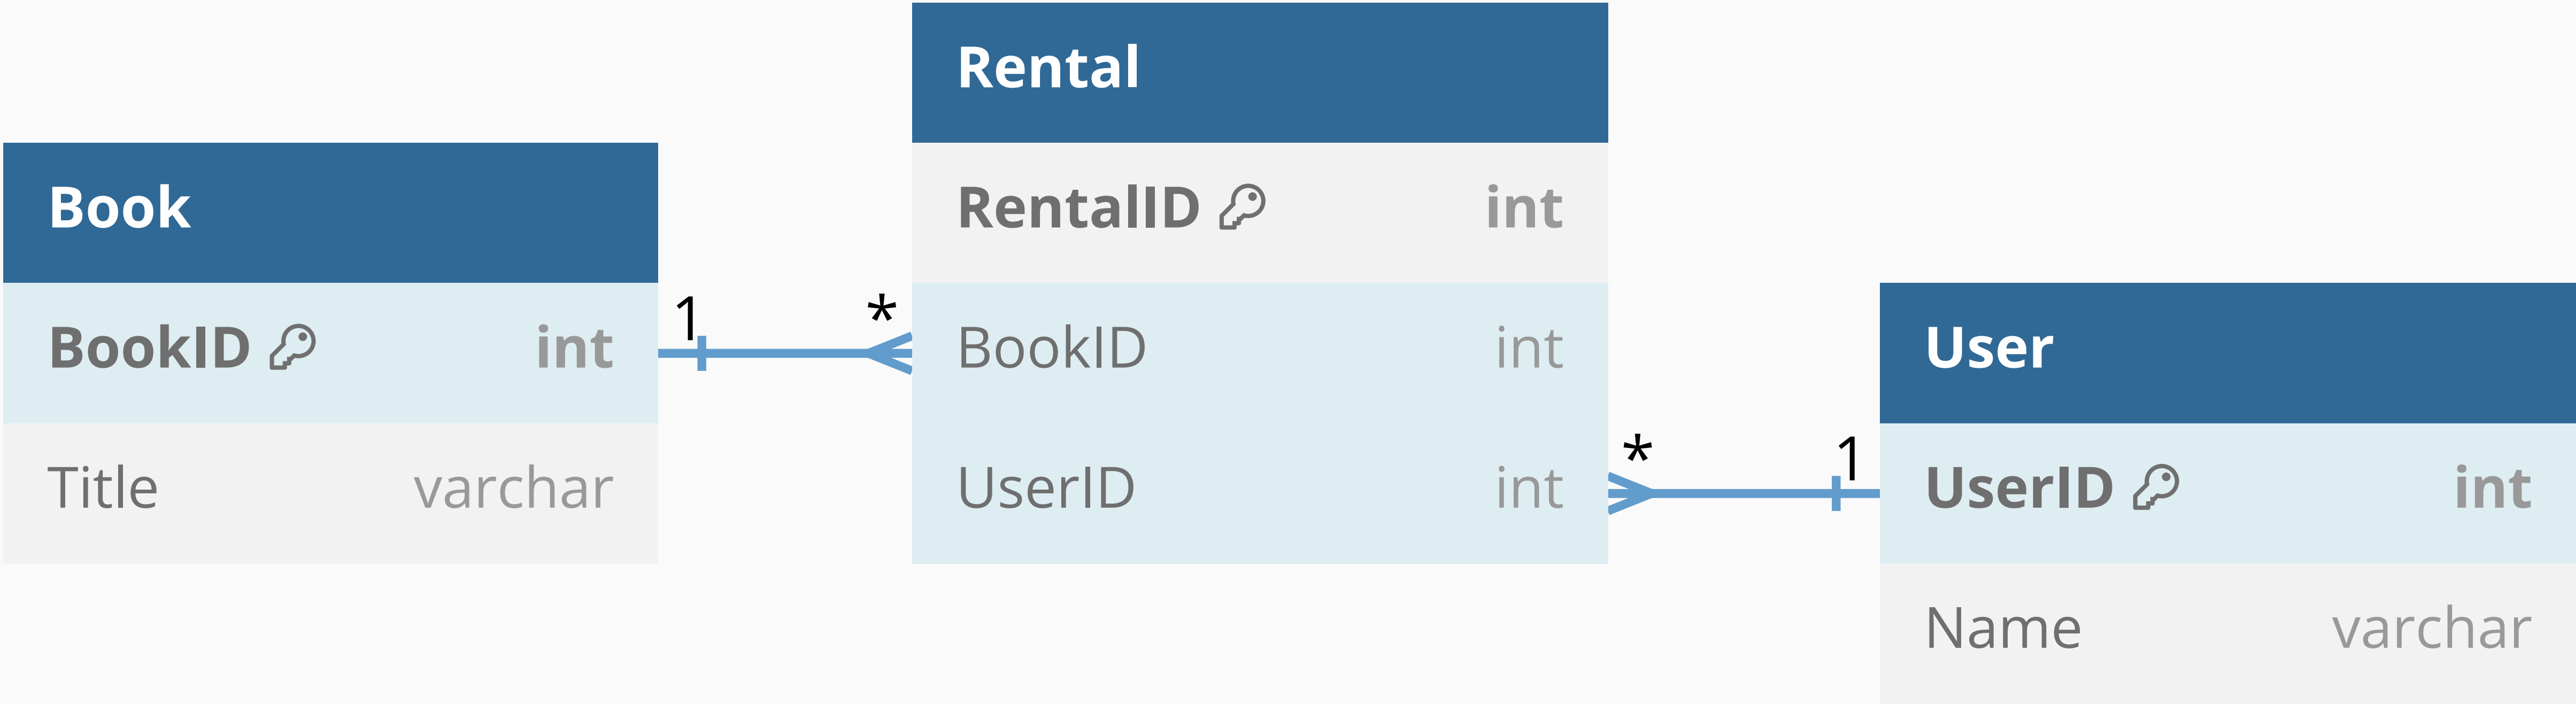 Book
BookID int
Title varchar
1 *
Rental
RentalID int
BookID int
UserID int
* 1
User
UserID int
Name varchar